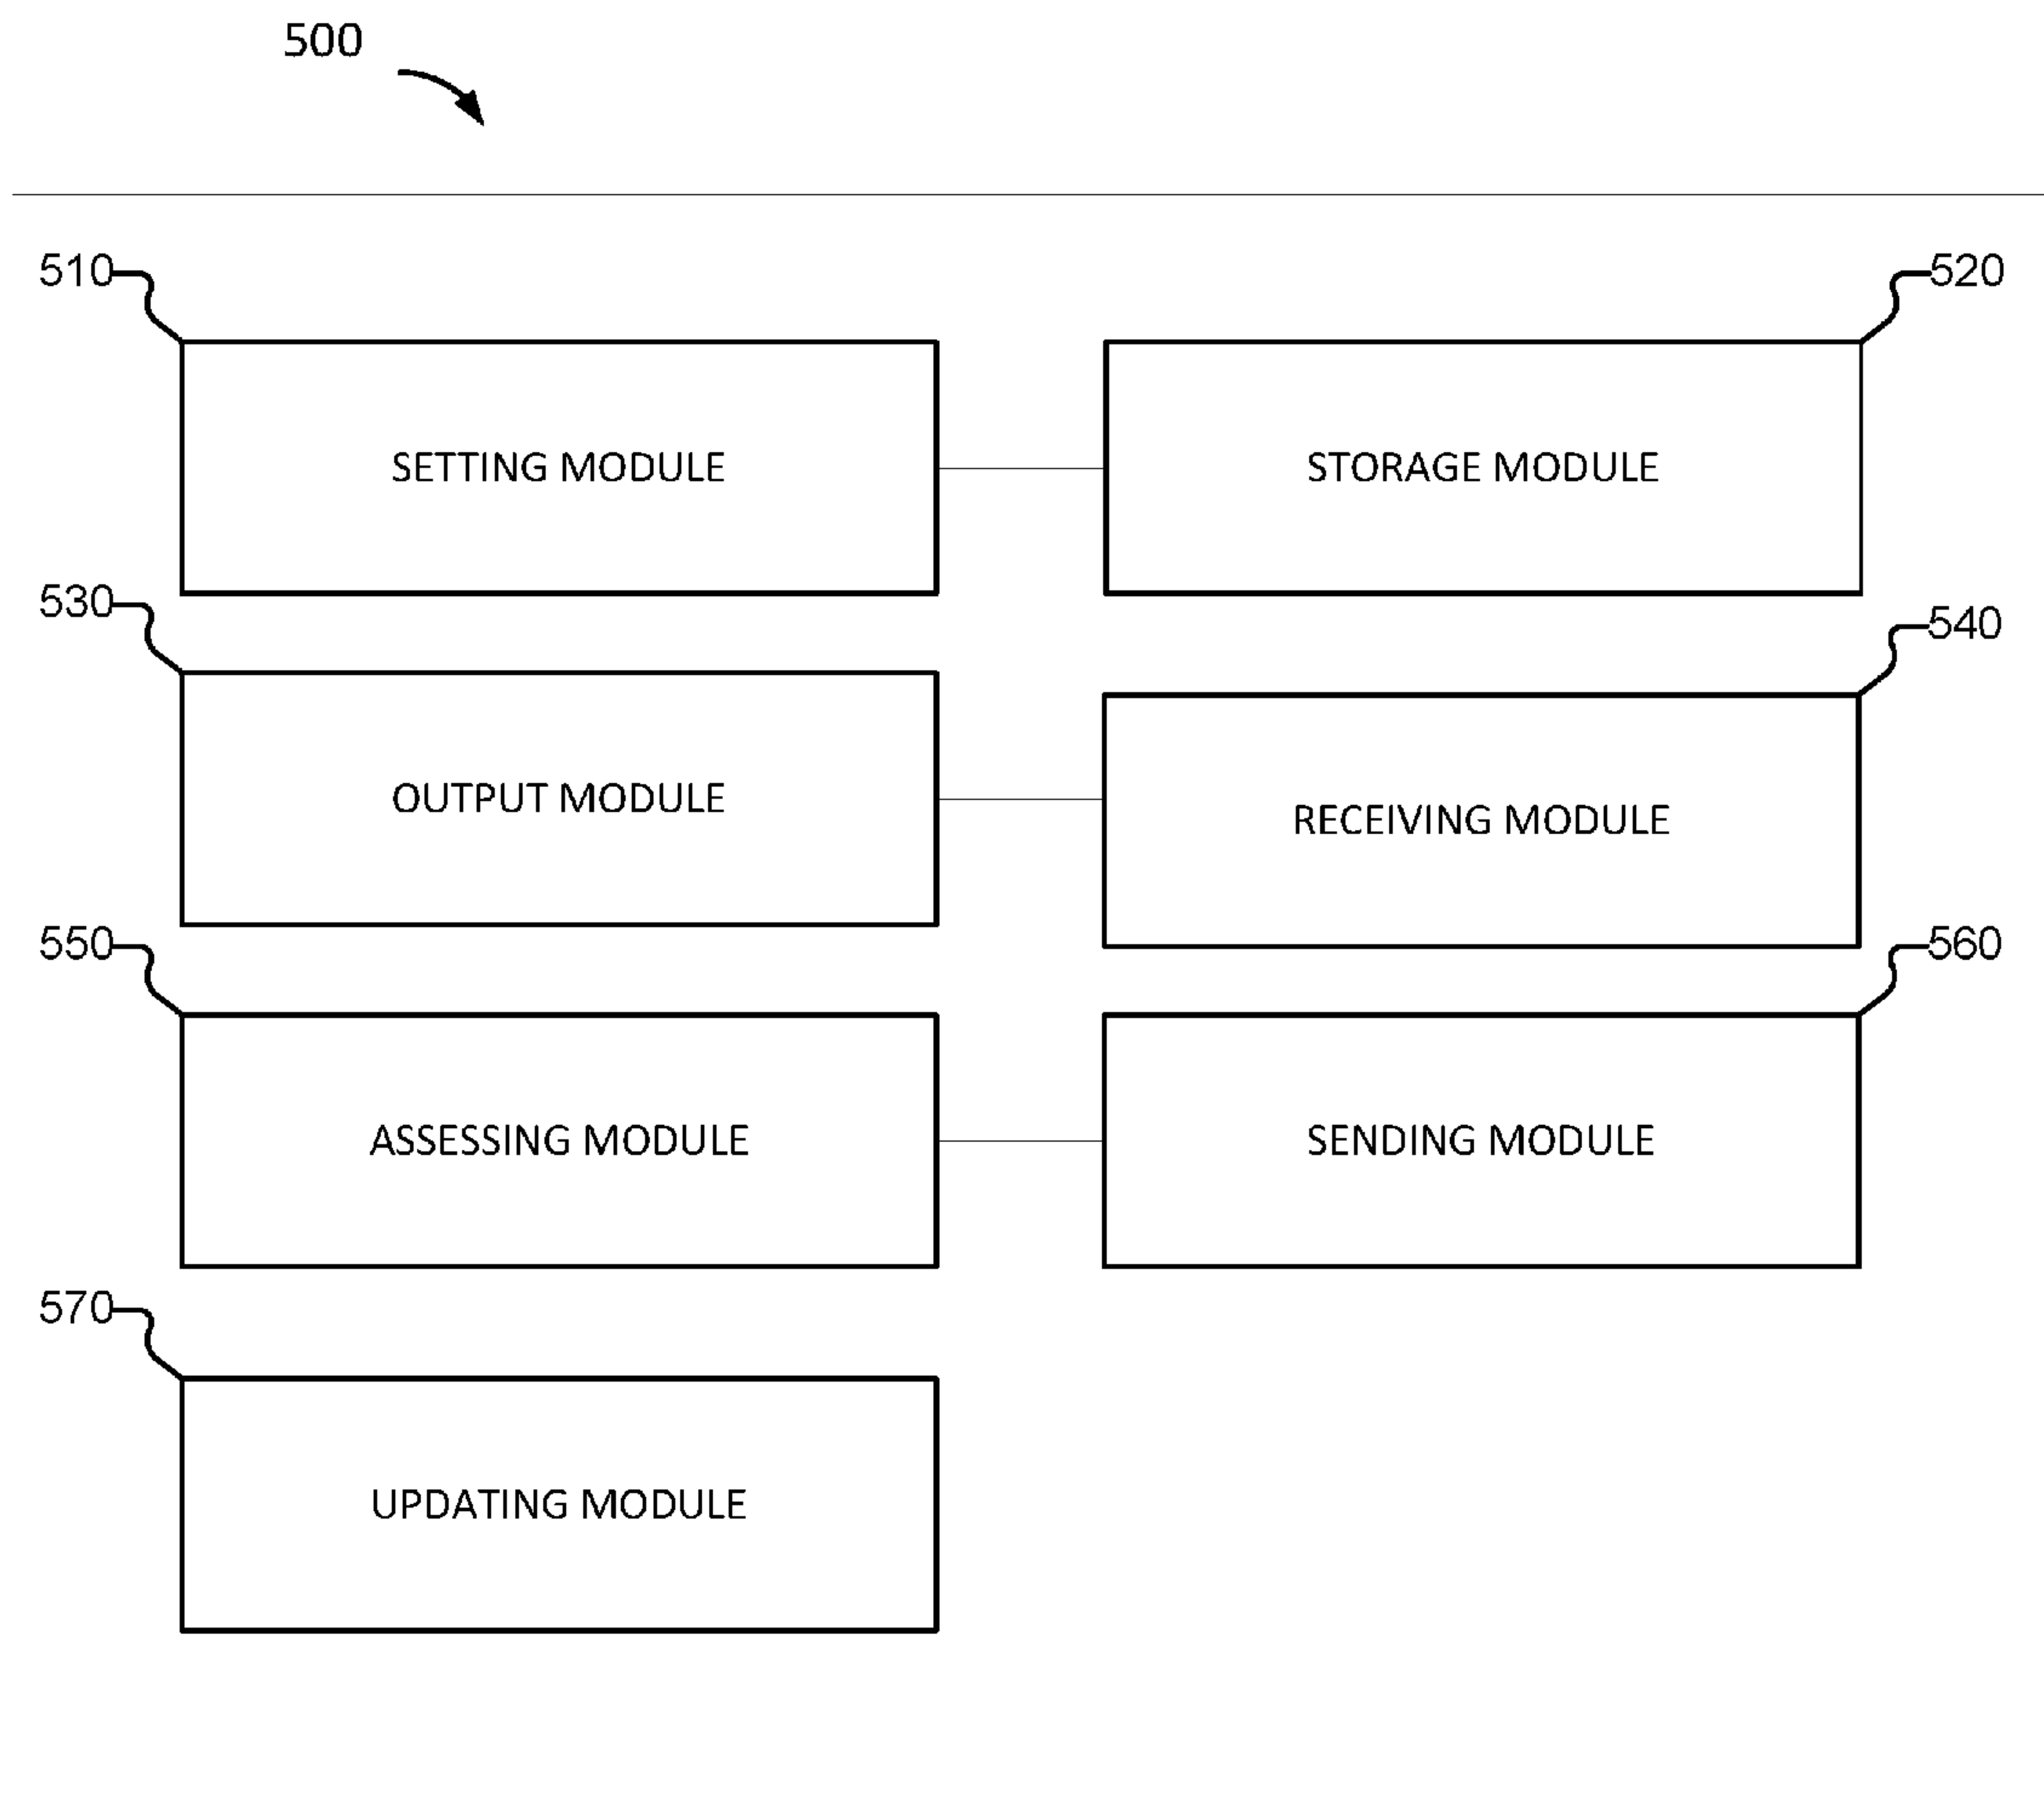 500
510
520
SETTING MODULE
STORAGE MODULE
530
540
OUTPUT MODULE
RECEIVING MODULE
550
560
ASSESSING MODULE
SENDING MODULE
570
UPDATING MODULE